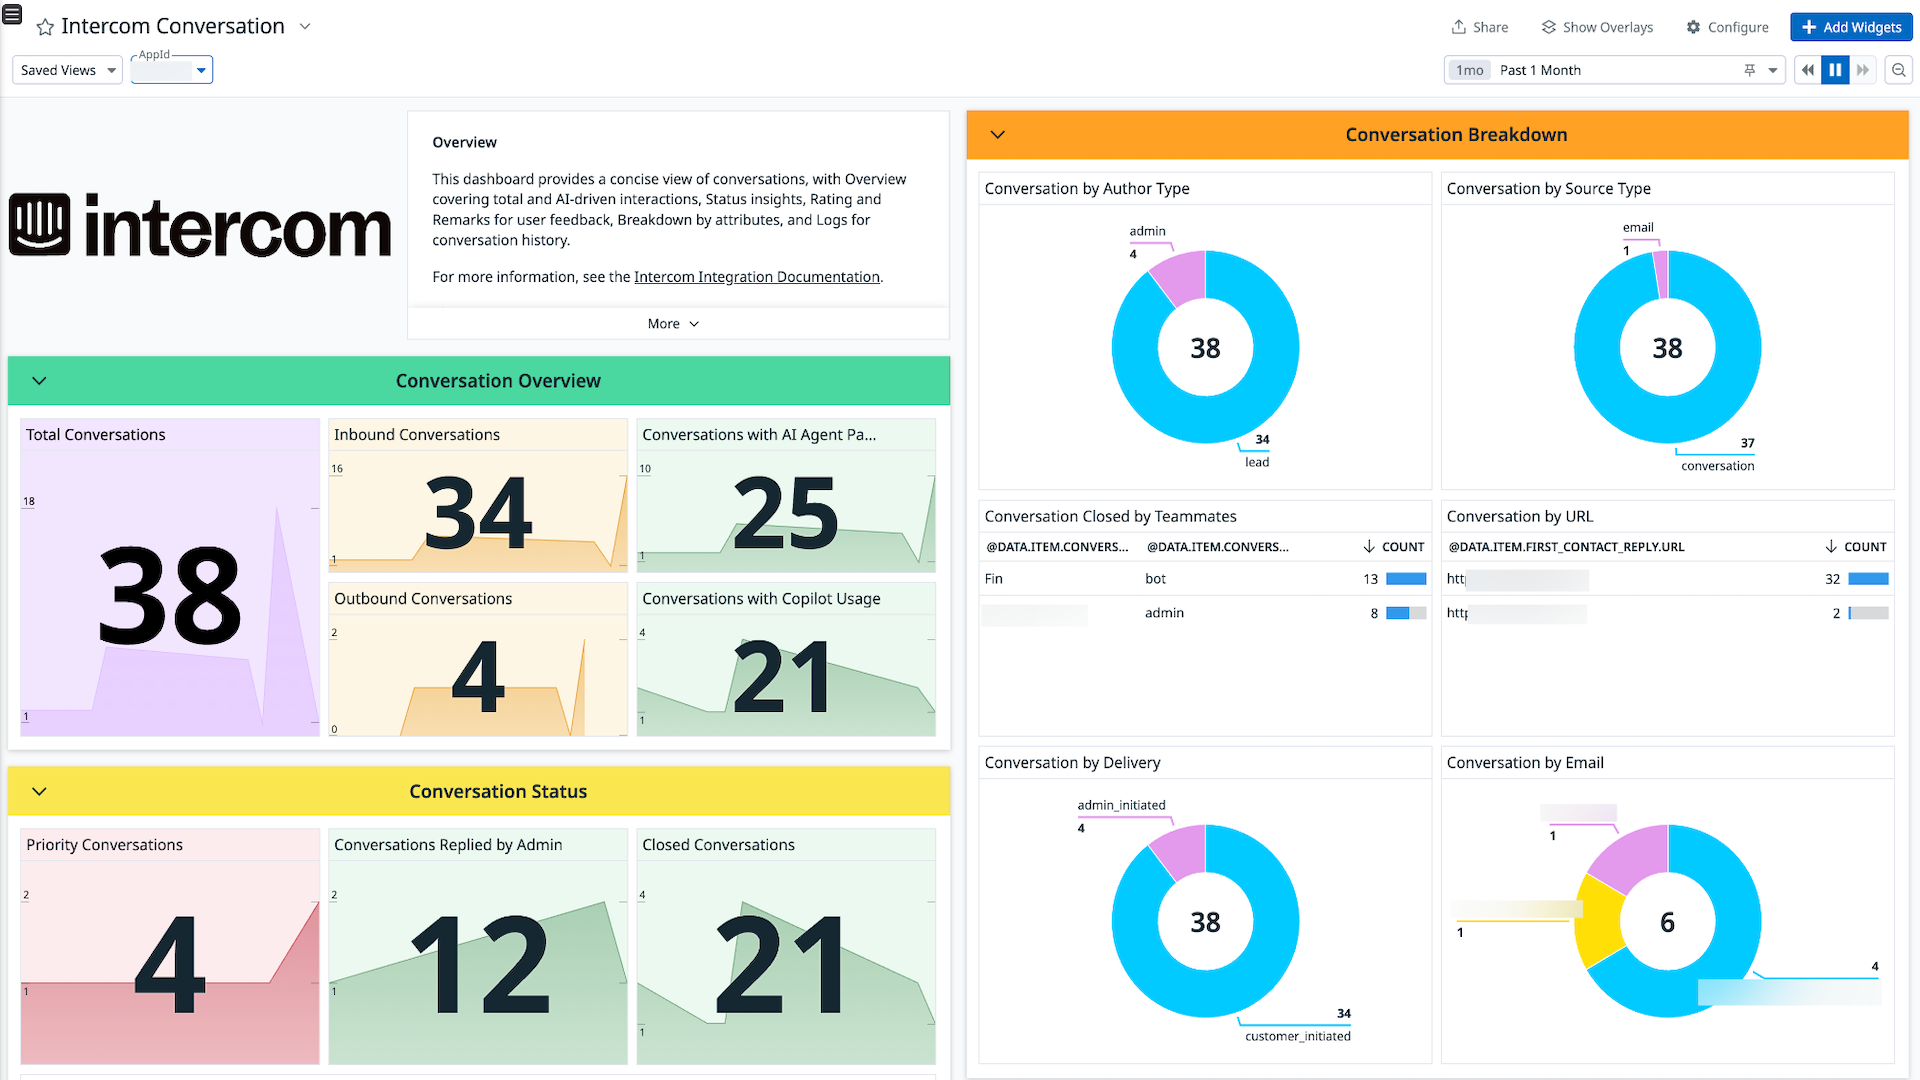 Intercom Conversation
Share
Show Overlays
Configure
Add Widgets
Saved Views
AppId
1mo Past 1 Month
intercom
Overview
This dashboard provides a concise view of conversations, with Overview
covering total and AI-driven interactions, Status insights, Rating and
Remarks for user feedback, Breakdown by attributes, and Logs for
conversation history.
For more information, see the Intercom Integration Documentation.
More
Conversation Overview
Total Conversations
18
38
1
Inbound Conversations
16
34
1
Conversations with AI Agent Pa...
10
25
1
Outbound Conversations
2
4
0
Conversations with Copilot Usage
4
21
1
Conversation Status
Priority Conversations
2
4
1
Conversations Replied by Admin
2
12
1
Closed Conversations
4
21
1
Conversation Breakdown
Conversation by Author Type
admin
4
38
34
lead
Conversation by Source Type
email
1
38
37
conversation
Conversation Closed by Teammates
@DATA.ITEM.CONVERS... @DATA.ITEM.CONVERS... COUNT
Fin bot 13
admin 8
Conversation by URL
@DATA.ITEM.FIRST_CONTACT_REPLY.URL COUNT
32
2
Conversation by Delivery
admin_initiated
4
38
34
customer_initiated
Conversation by Email
1
1
6
4